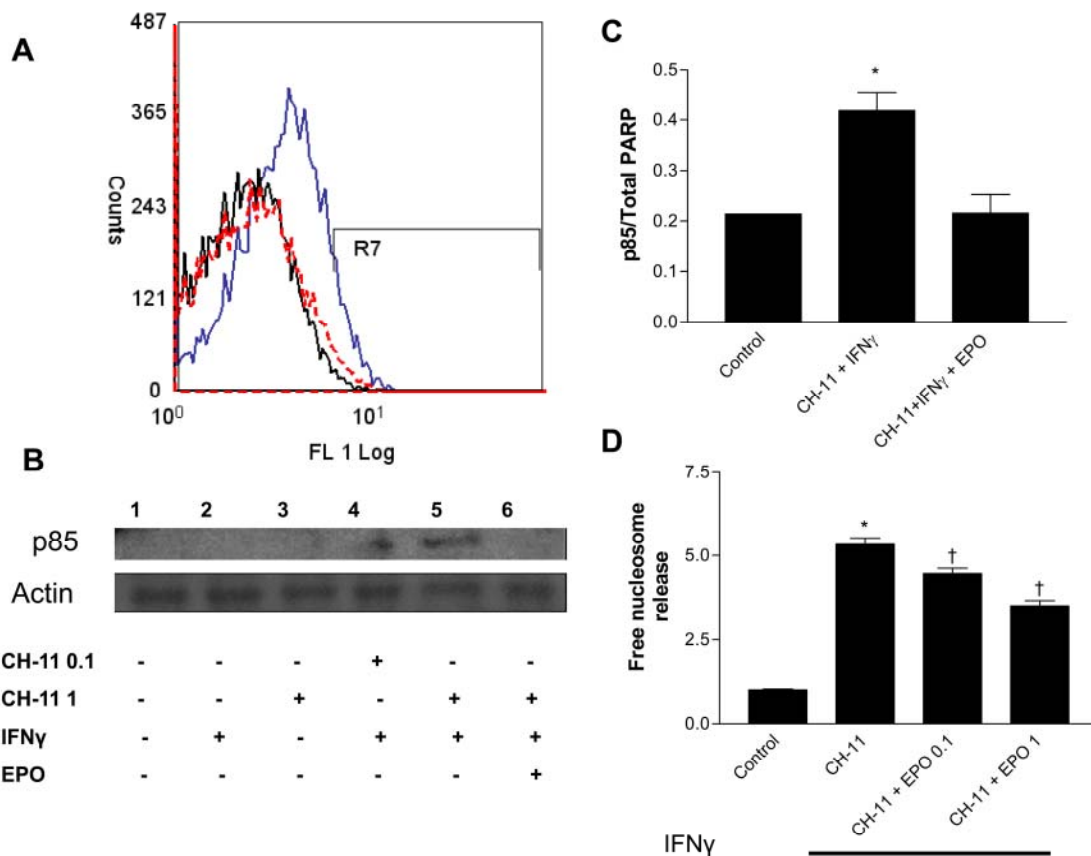 A
487
365
243
121
0
Counts
R7
10⁰ 10¹
FL 1 Log
B
1 2 3 4 5 6
p85
Actin
CH-11 0.1 - - - + - -
CH-11 1 - - + - + +
IFNγ - + - + + +
EPO - - - - - +
C
0.5
0.4
0.2
0.1
0.0
p85/Total PARP
*
Control
CH-11 + IFNγ
CH-11+IFNγ + EPO
D
7.5
5.0
2.5
0.0
Free nucleosome
release
*
†
†
Control
CH-11
CH-11 + EPO 0.1
CH-11 + EPO 1
IFNγ